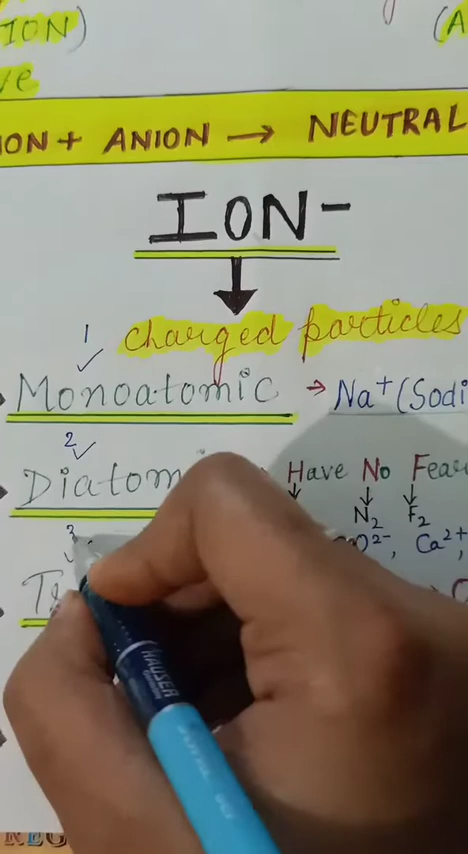 ION) (A
ve
ION + ANION → NEUTRAL
ION-
1 charged particles
✓
Monoatomic → Na⁺ (Sodi
2 ✓
Diatomi Have No Fear
↓ ↓ ↓
N₂ F₂
O²⁻, Ca²⁺,
3
HAUSER